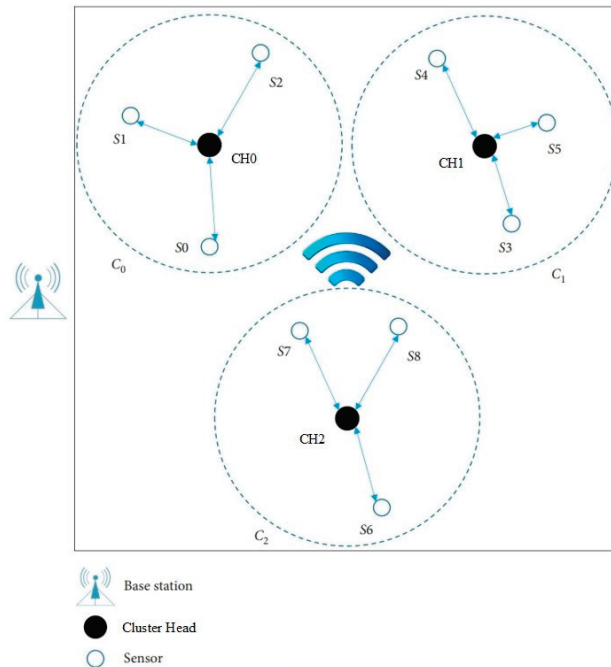 S2
S1
CH0
S0
C0
S4
S5
CH1
S3
C1
S7
S8
CH2
S6
C2
Base station
Cluster Head
Sensor